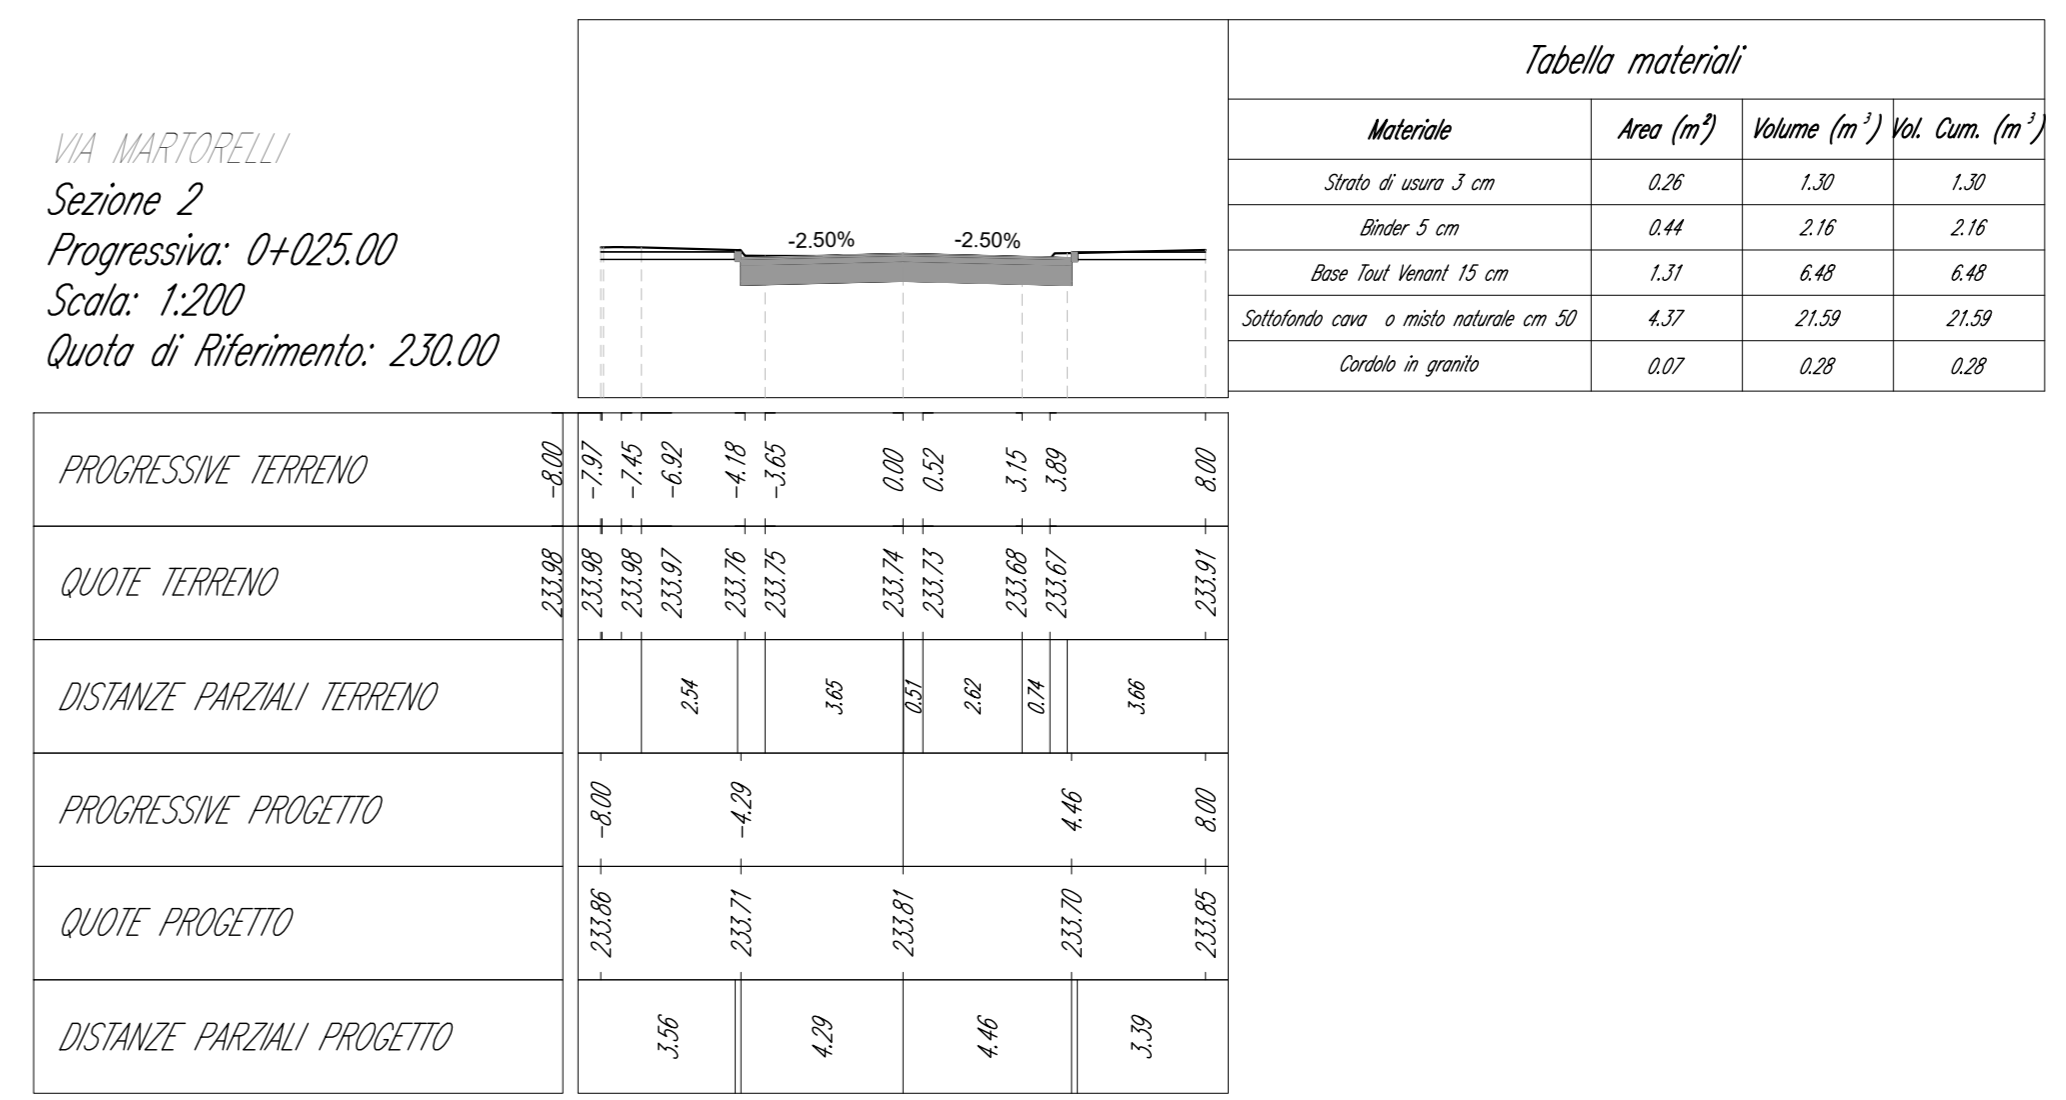 VIA MARTORELLI
Sezione 2
Progressiva: 0+025.00
Scala: 1:200
Quota di Riferimento: 230.00
-2.50% -2.50%
Tabella materiali
Materiale Area (m²) Volume (m³) Vol. Cum. (m³)
Strato di usura 3 cm 0.26 1.30 1.30
Binder 5 cm 0.44 2.16 2.16
Base Tout Venant 15 cm 1.31 6.48 6.48
Sottofondo cava o misto naturale cm 50 4.37 21.59 21.59
Cordolo in granito 0.07 0.28 0.28
PROGRESSIVE TERRENO -8.00 -7.97 -7.45 -6.92 -4.18 -3.65 0.00 0.52 3.15 3.89 8.00
QUOTE TERRENO 233.98 233.98 233.98 233.97 233.76 233.75 233.74 233.73 233.68 233.67 233.91
DISTANZE PARZIALI TERRENO 2.54 3.65 0.51 2.62 0.74 3.66
PROGRESSIVE PROGETTO -8.00 -4.29 4.46 8.00
QUOTE PROGETTO 233.86 233.71 233.81 233.70 233.85
DISTANZE PARZIALI PROGETTO 3.56 4.29 4.46 3.39